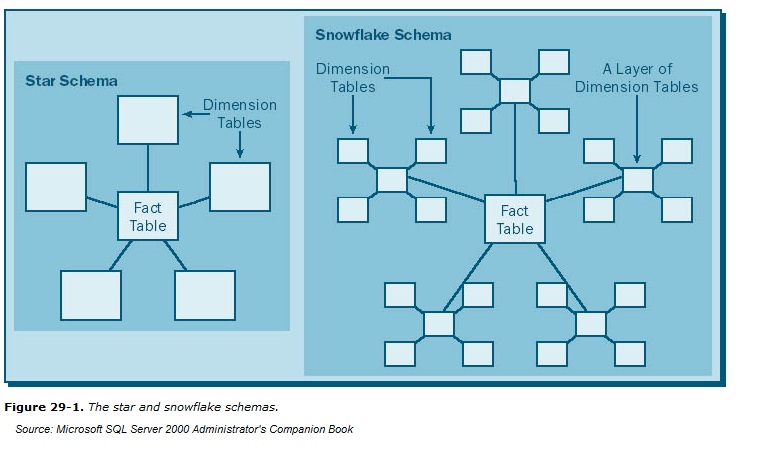 Star Schema
Dimension
Tables
Fact
Table
Snowflake Schema
Dimension
Tables
A Layer of
Dimension Tables
Fact
Table
Figure 29-1. The star and snowflake schemas.
Source: Microsoft SQL Server 2000 Administrator's Companion Book